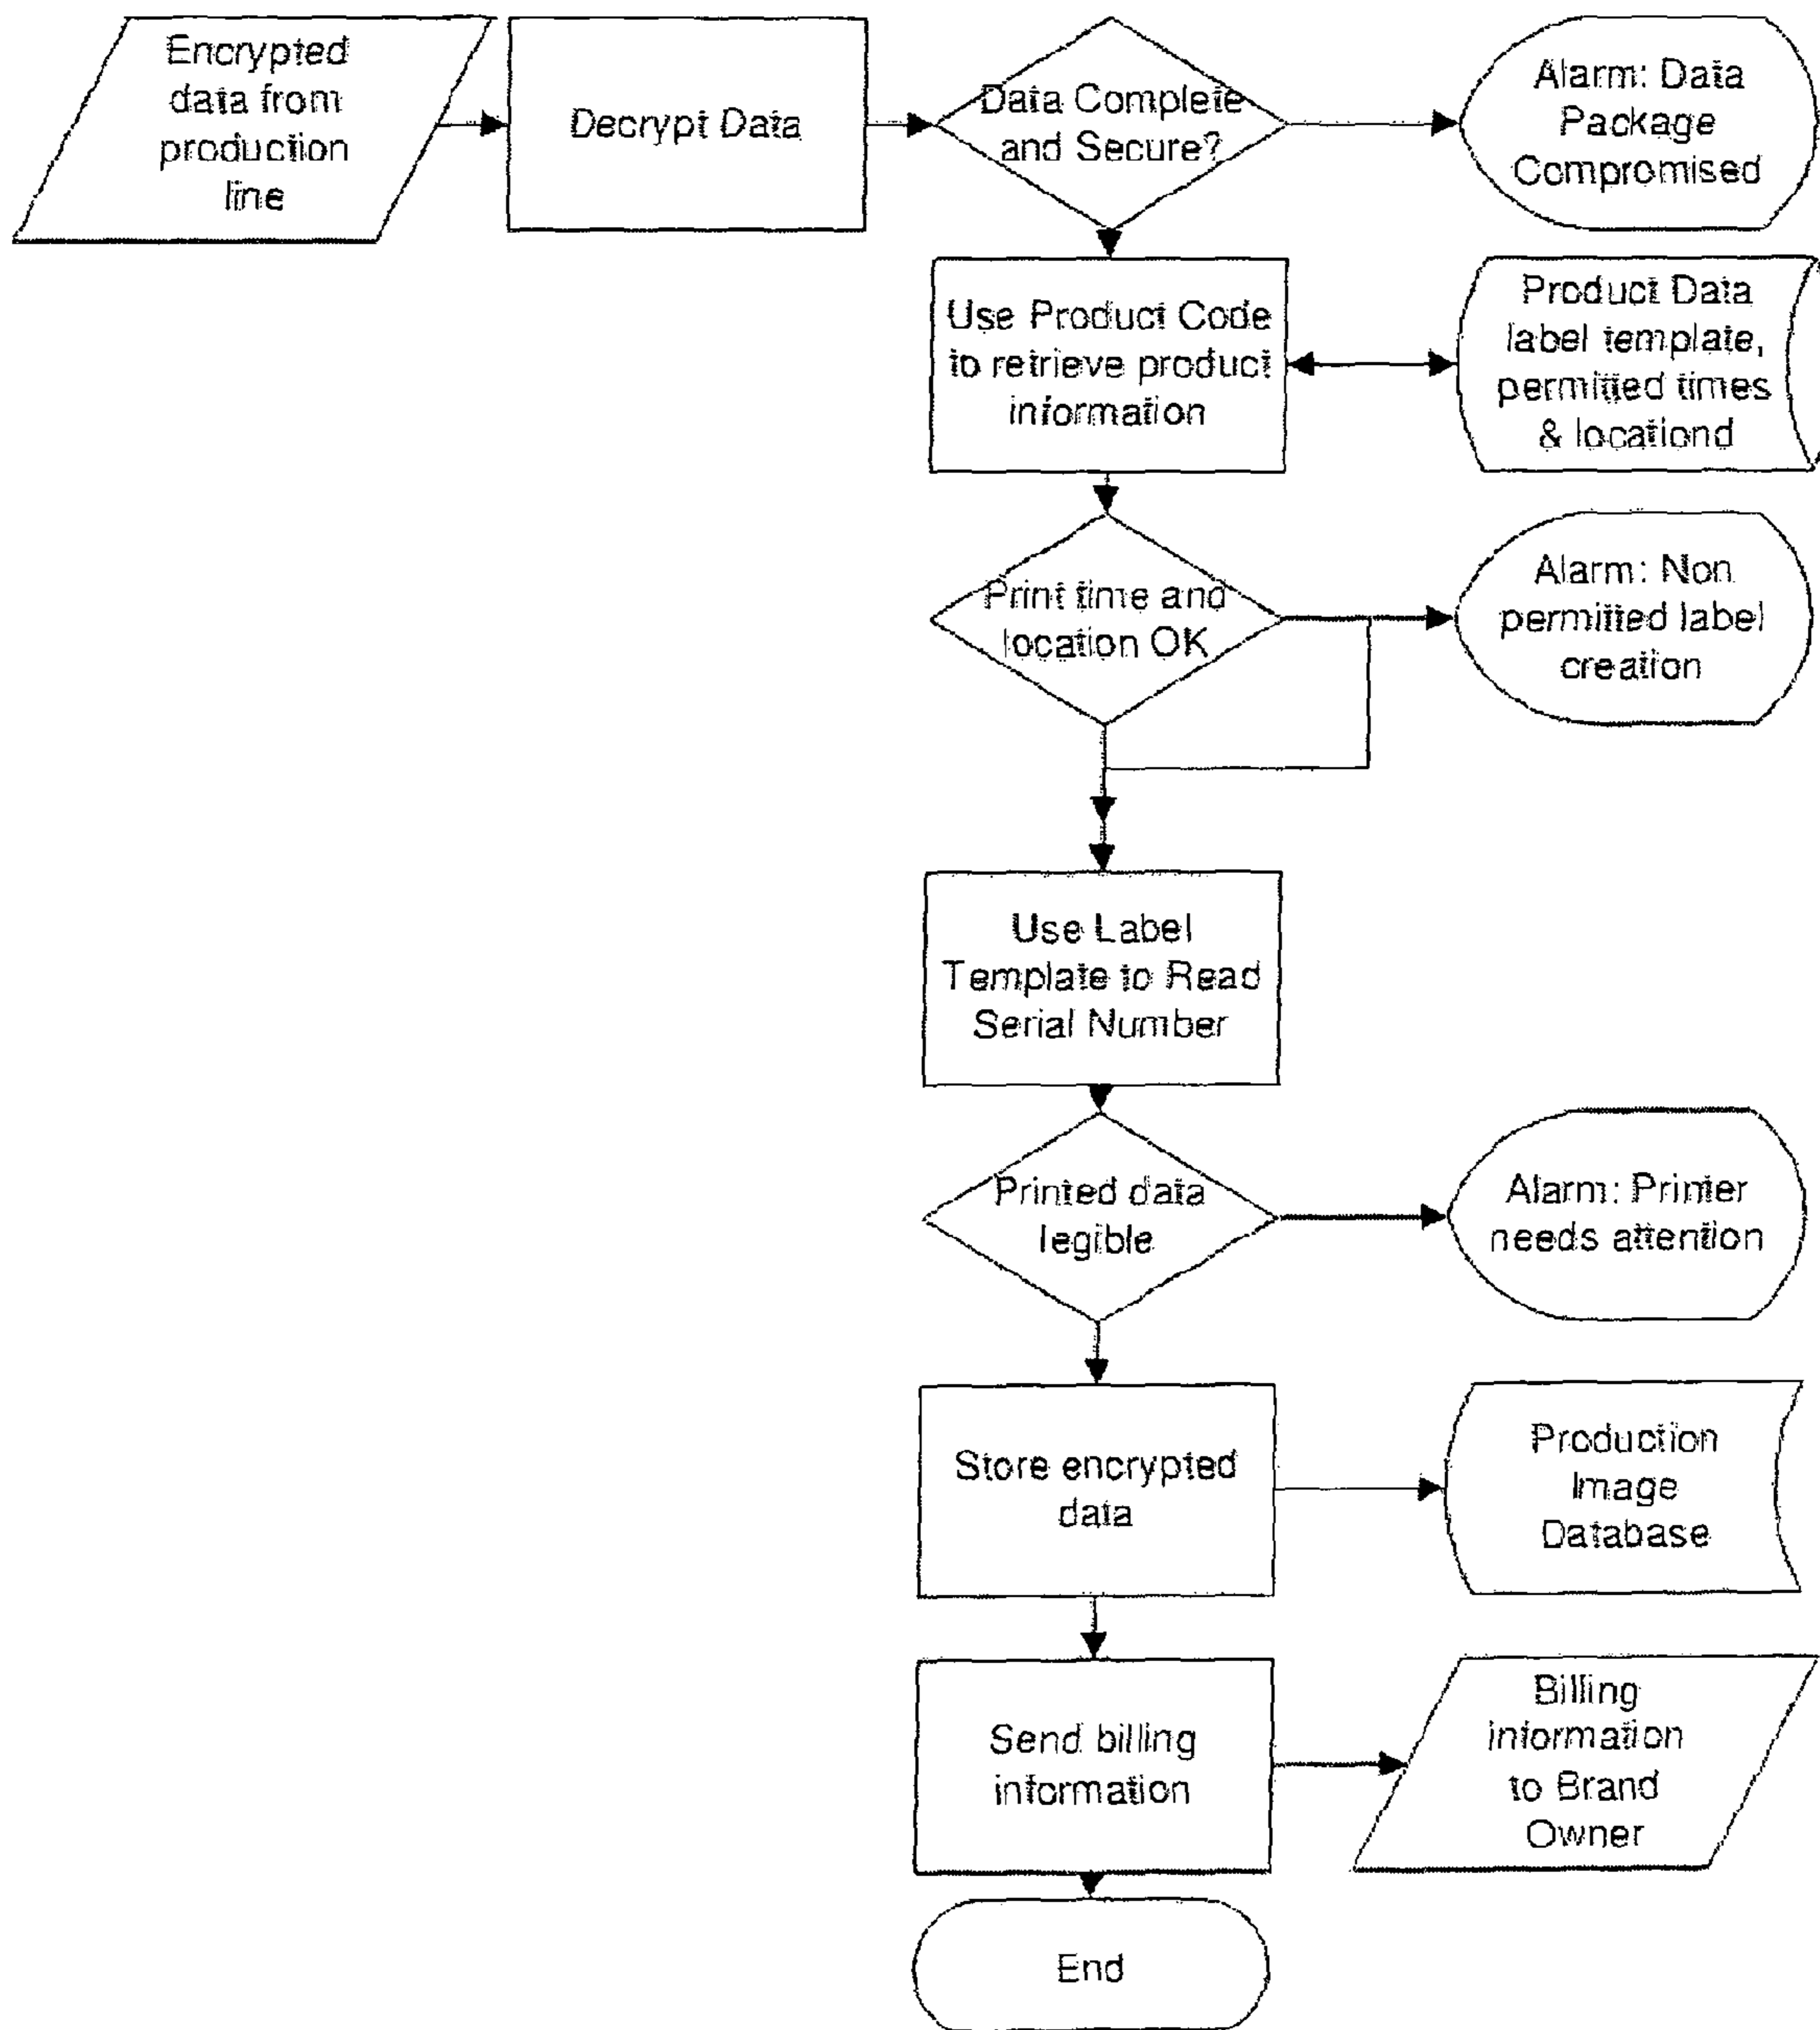 Encrypted
data from
production
line
Decrypt Data
Data Complete
and Secure?
Alarm: Data
Package
Compromised
Use Product Code
to retrieve product
information
Product Data
label template,
permitted times
& locationd
Print time and
location OK
Alarm: Non
permitted label
creation
Use Label
Template to Read
Serial Number
Printed data
legible
Alarm: Printer
needs attention
Store encrypted
data
Production
Image
Database
Send billing
information
Billing
information
to Brand
Owner
End